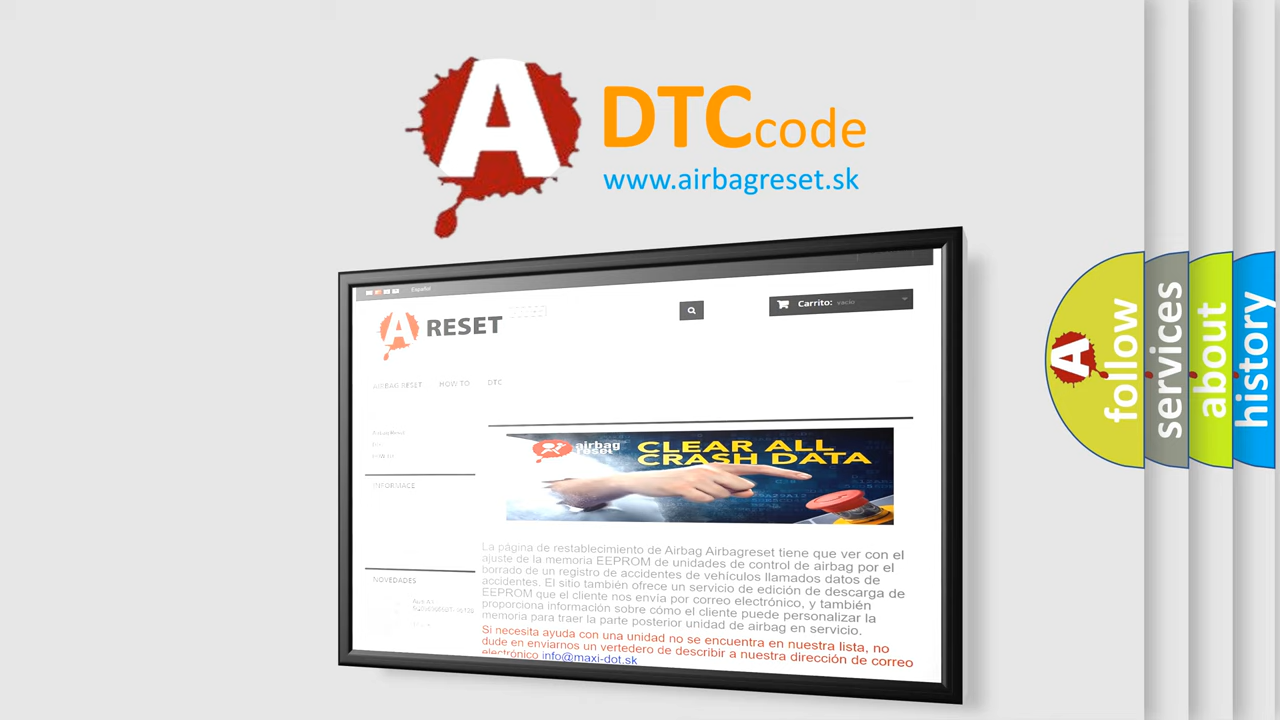 A
DTCcode
www.airbagreset.sk
Español
A RESET
Carrito: vacío
AIRBAG RESET HOW TO DTC
INFORMACE
airbag
reset
CLEAR ALL
CRASH DATA
La página de restablecimiento de Airbag Airbagreset tiene que ver con el
ajuste de la memoria EEPROM de unidades de control de airbag por el
borrado de un registro de accidentes de vehículos llamados datos de
accidentes. El sitio también ofrece un servicio de edición de descarga de
EEPROM que el cliente nos envía por correo electrónico, y también
proporciona información sobre cómo el cliente puede personalizar la
memoria para traer la parte posterior unidad de airbag en servicio.
NOVEDADES
Si necesita ayuda con una unidad no se encuentra en nuestra lista, no
dude en enviarnos un vertedero de describir a nuestra dirección de correo
electrónico info@maxi-dot.sk
A
follow
services
about
history